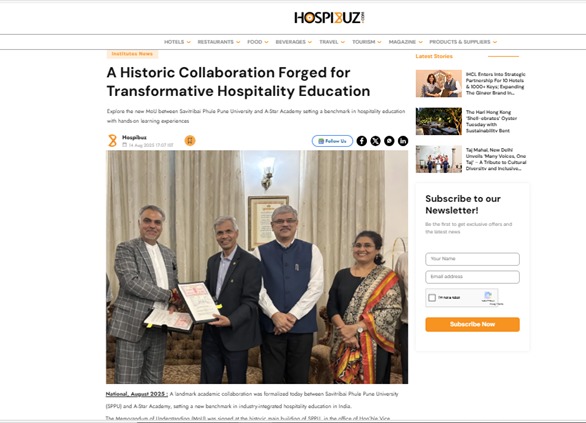 HOSPIBUZ.COM
HOTELS RESTAURANTS FOOD BEVERAGES TRAVEL TOURISM MAGAZINE PRODUCTS & SUPPLIERS
Institutes News
A Historic Collaboration Forged for
Transformative Hospitality Education
Explore the new MoU between Savitribai Phule Pune University and A-Star Academy setting a benchmark in hospitality education
with hands-on learning experiences
Hospibuz
14 Aug 2025 17:07 IST
Follow Us
National, August 2025 : A landmark academic collaboration was formalized today between Savitribai Phule Pune University
(SPPU) and A-Star Academy, setting a new benchmark in industry-integrated hospitality education in India.
The Memorandum of Understanding (MoU) was signed at the historic main building of SPPU, in the office of Hon'ble Vice
Latest Stories
IHCL Enters Into Strategic
Partnership For 10 Hotels
& 1000+ Keys; Expanding
The Ginger Brand In...
The Hari Hong Kong
'Shell-ebrates' Oyster
Tuesday with
Sustainability Bent
Taj Mahal, New Delhi
Unveils 'Many Voices, One
Taj' – A Tribute to Cultural
Diversity and Inclusive...
Subscribe to our
Newsletter!
Be the first to get exclusive offers and
the latest news
Your Name
Email address
I'm not a robot
Subscribe Now